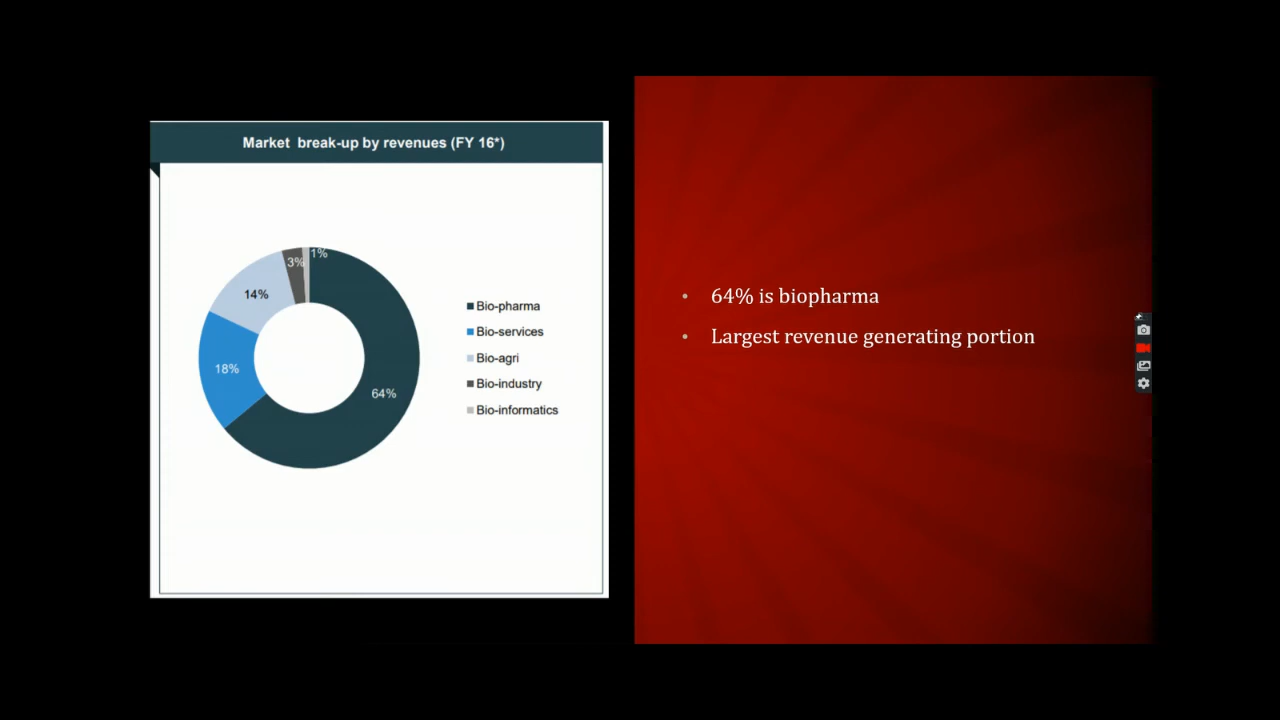 Market break-up by revenues (FY 16*)
1%
3%
14%
18%
64%
Bio-pharma
Bio-services
Bio-agri
Bio-industry
Bio-informatics
• 64% is biopharma
• Largest revenue generating portion